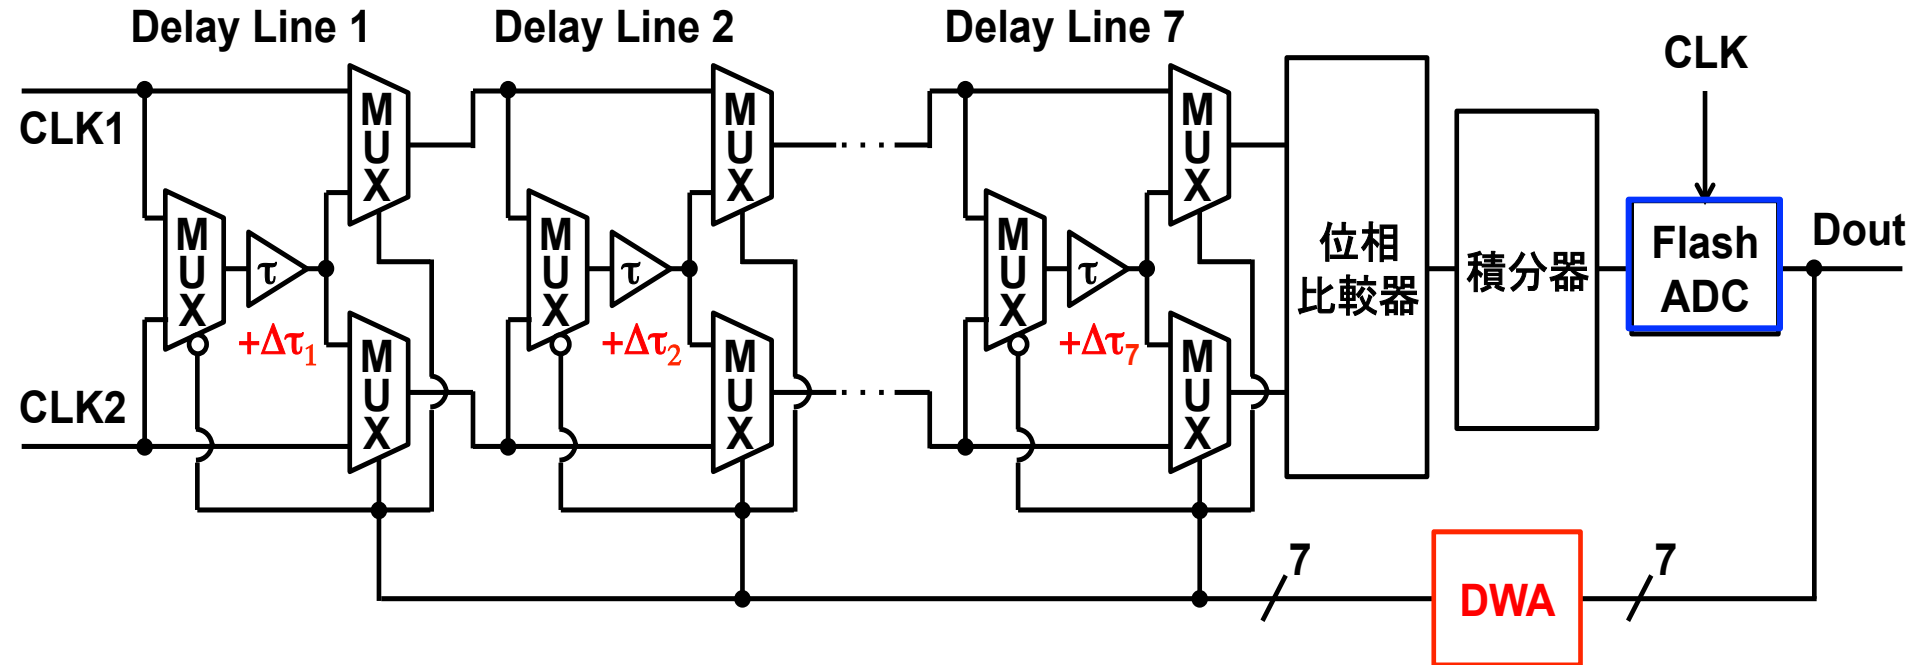 Delay Line 1
Delay Line 2
Delay Line 7
CLK
CLK1
MUX
MUX
MUX
MUX
τ
+Δτ1
MUX
MUX
τ
+Δτ2
MUX
MUX
τ
+Δτ7
MUX
MUX
位相
比較器
積分器
Flash
ADC
Dout
CLK2
7
DWA
7